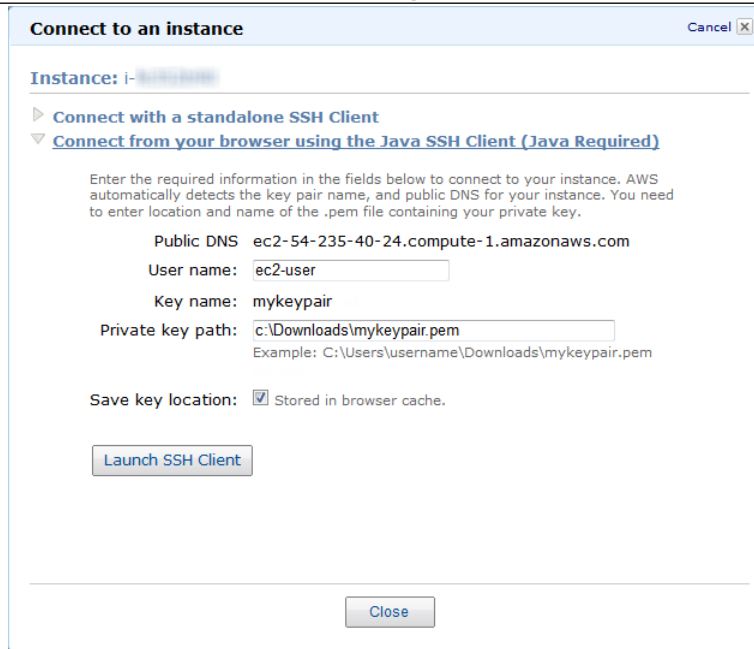 Connect to an instance
Cancel
Instance: i-
Connect with a standalone SSH Client
Connect from your browser using the Java SSH Client (Java Required)
Enter the required information in the fields below to connect to your instance. AWS
automatically detects the key pair name, and public DNS for your instance. You need
to enter location and name of the .pem file containing your private key.
Public DNS ec2-54-235-40-24.compute-1.amazonaws.com
User name: ec2-user
Key name: mykeypair
Private key path: c:\Downloads\mykeypair.pem
Example: C:\Users\username\Downloads\mykeypair.pem
Save key location: Stored in browser cache.
Launch SSH Client
Close